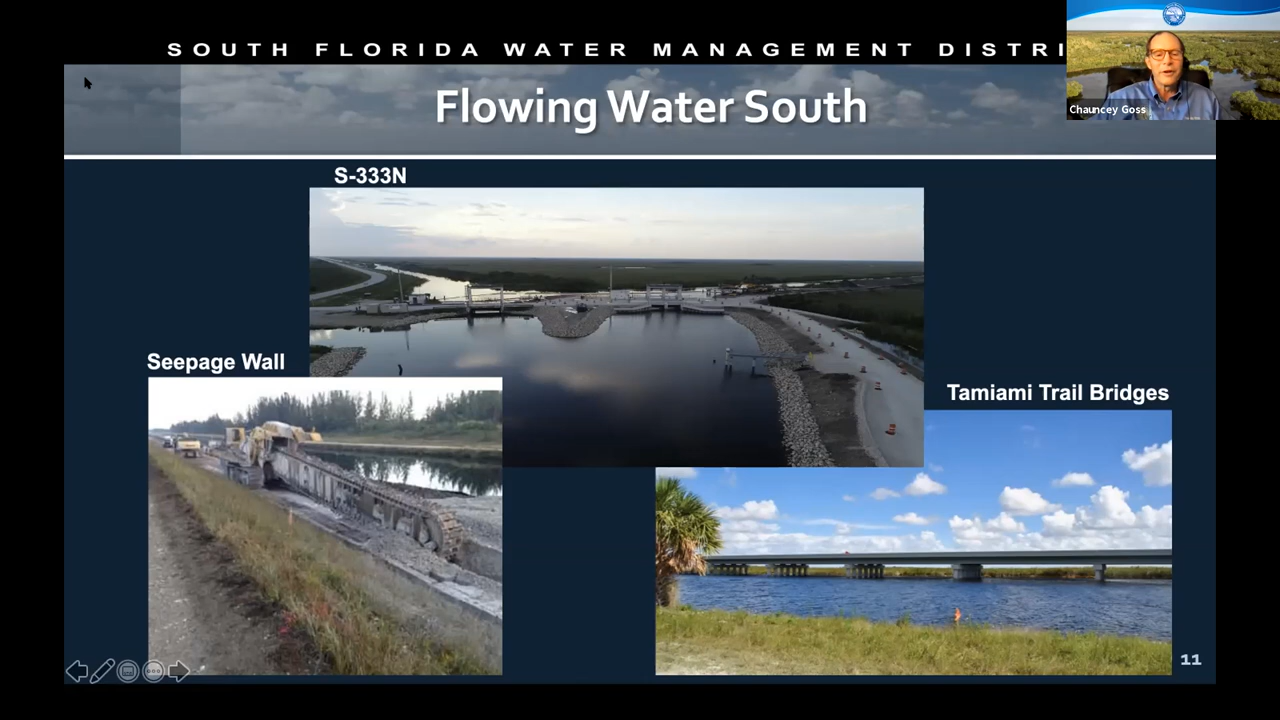 SOUTH FLORIDA WATER MANAGEMENT DISTRI
Chauncey Goss
Flowing Water South
S-333N
Seepage Wall
Tamiami Trail Bridges
11